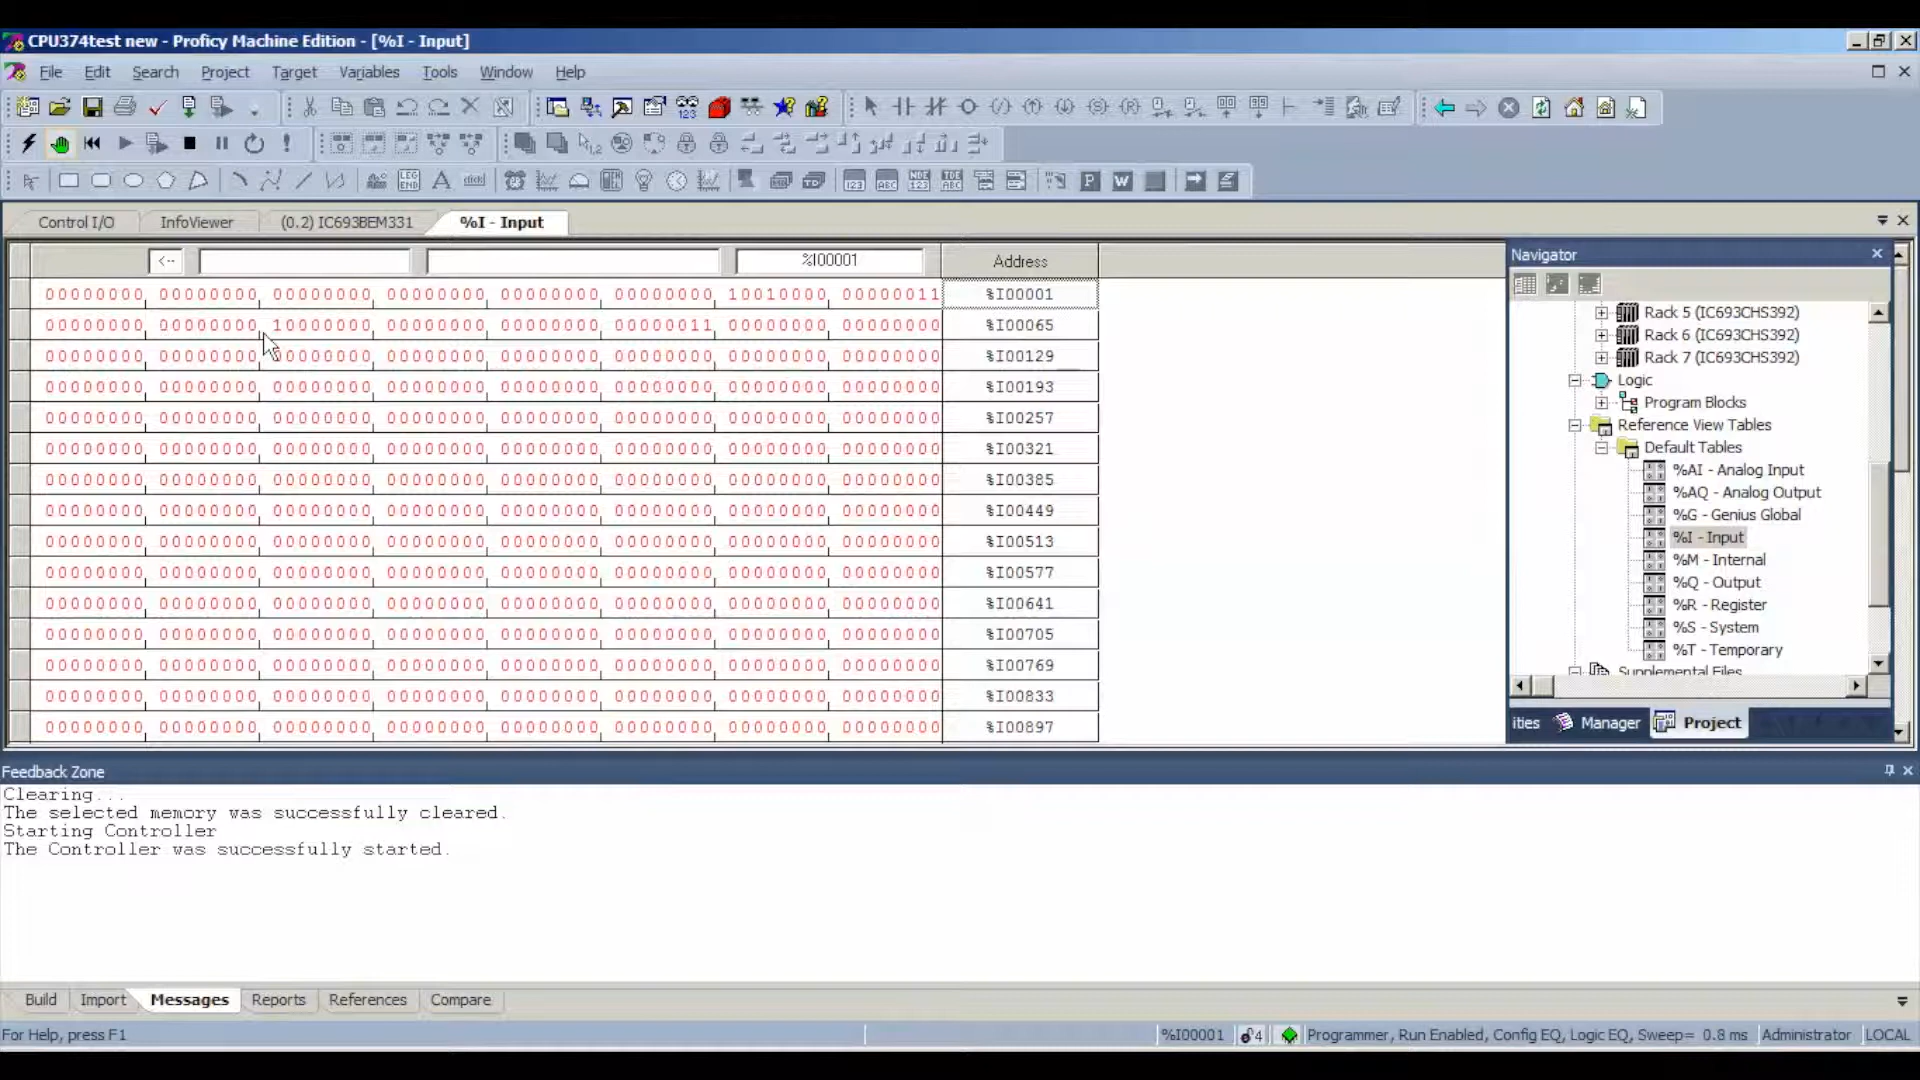 CPU374test new - Proficy Machine Edition - [%I - Input]
File Edit Search Project Target Variables Tools Window Help
Control I/O InfoViewer (0.2) IC693BEM331 %I - Input
<-- %I00001 Address
00000000 00000000 00000000 00000000 00000000 00000000 10010000 00000011 %I00001
00000000 00000000 10000000 00000000 00000000 00000011 00000000 00000000 %I00065
00000000 00000000 00000000 00000000 00000000 00000000 00000000 00000000 %I00129
00000000 00000000 00000000 00000000 00000000 00000000 00000000 00000000 %I00193
00000000 00000000 00000000 00000000 00000000 00000000 00000000 00000000 %I00257
00000000 00000000 00000000 00000000 00000000 00000000 00000000 00000000 %I00321
00000000 00000000 00000000 00000000 00000000 00000000 00000000 00000000 %I00385
00000000 00000000 00000000 00000000 00000000 00000000 00000000 00000000 %I00449
00000000 00000000 00000000 00000000 00000000 00000000 00000000 00000000 %I00513
00000000 00000000 00000000 00000000 00000000 00000000 00000000 00000000 %I00577
00000000 00000000 00000000 00000000 00000000 00000000 00000000 00000000 %I00641
00000000 00000000 00000000 00000000 00000000 00000000 00000000 00000000 %I00705
00000000 00000000 00000000 00000000 00000000 00000000 00000000 00000000 %I00769
00000000 00000000 00000000 00000000 00000000 00000000 00000000 00000000 %I00833
00000000 00000000 00000000 00000000 00000000 00000000 00000000 00000000 %I00897
Navigator
Rack 5 (IC693CHS392)
Rack 6 (IC693CHS392)
Rack 7 (IC693CHS392)
Logic
Program Blocks
Reference View Tables
Default Tables
%AI - Analog Input
%AQ - Analog Output
%G - Genius Global
%I - Input
%M - Internal
%Q - Output
%R - Register
%S - System
%T - Temporary
Supplemental Files
ities Manager Project
Feedback Zone
Clearing...
The selected memory was successfully cleared.
Starting Controller
The Controller was successfully started.
Build Import Messages Reports References Compare
For Help, press F1 %I00001 4 Programmer, Run Enabled, Config EQ, Logic EQ, Sweep= 0.8 ms Administrator LOCAL